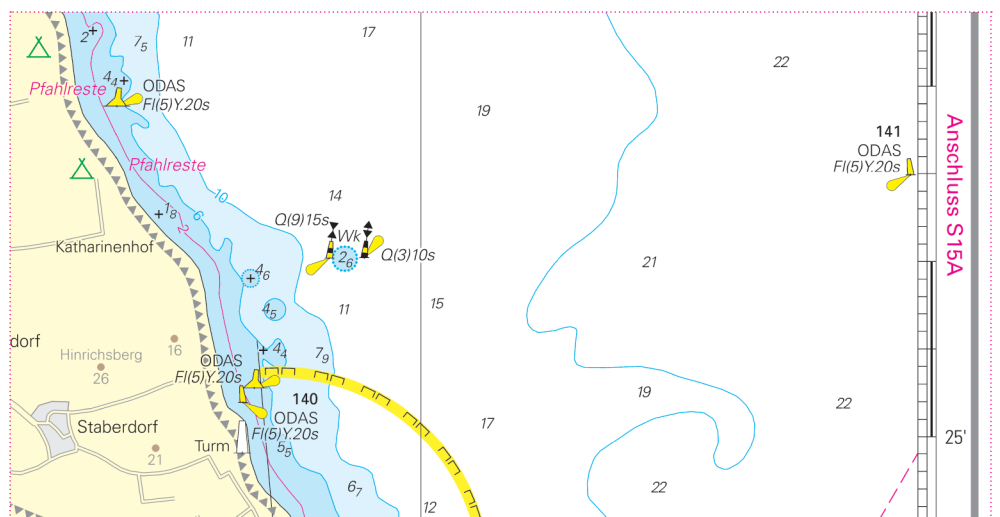 2
7₅
11
17
22
4₄
ODAS
Fl(5)Y.20s
Pfahlreste
19
141
ODAS
Fl(5)Y.20s
Anschluss S15A
Pfahlreste
10
6
2
14
1₈
Q(9)15s
Wk
2₆
Q(3)10s
Katharinenhof
4₆
21
4₅
11
15
dorf
Hinrichsberg
26
16
4₄
7₉
ODAS
Fl(5)Y.20s
140
ODAS
Fl(5)Y.20s
19
22
17
Staberdorf
21
Turm
5₅
25'
6₇
22
12